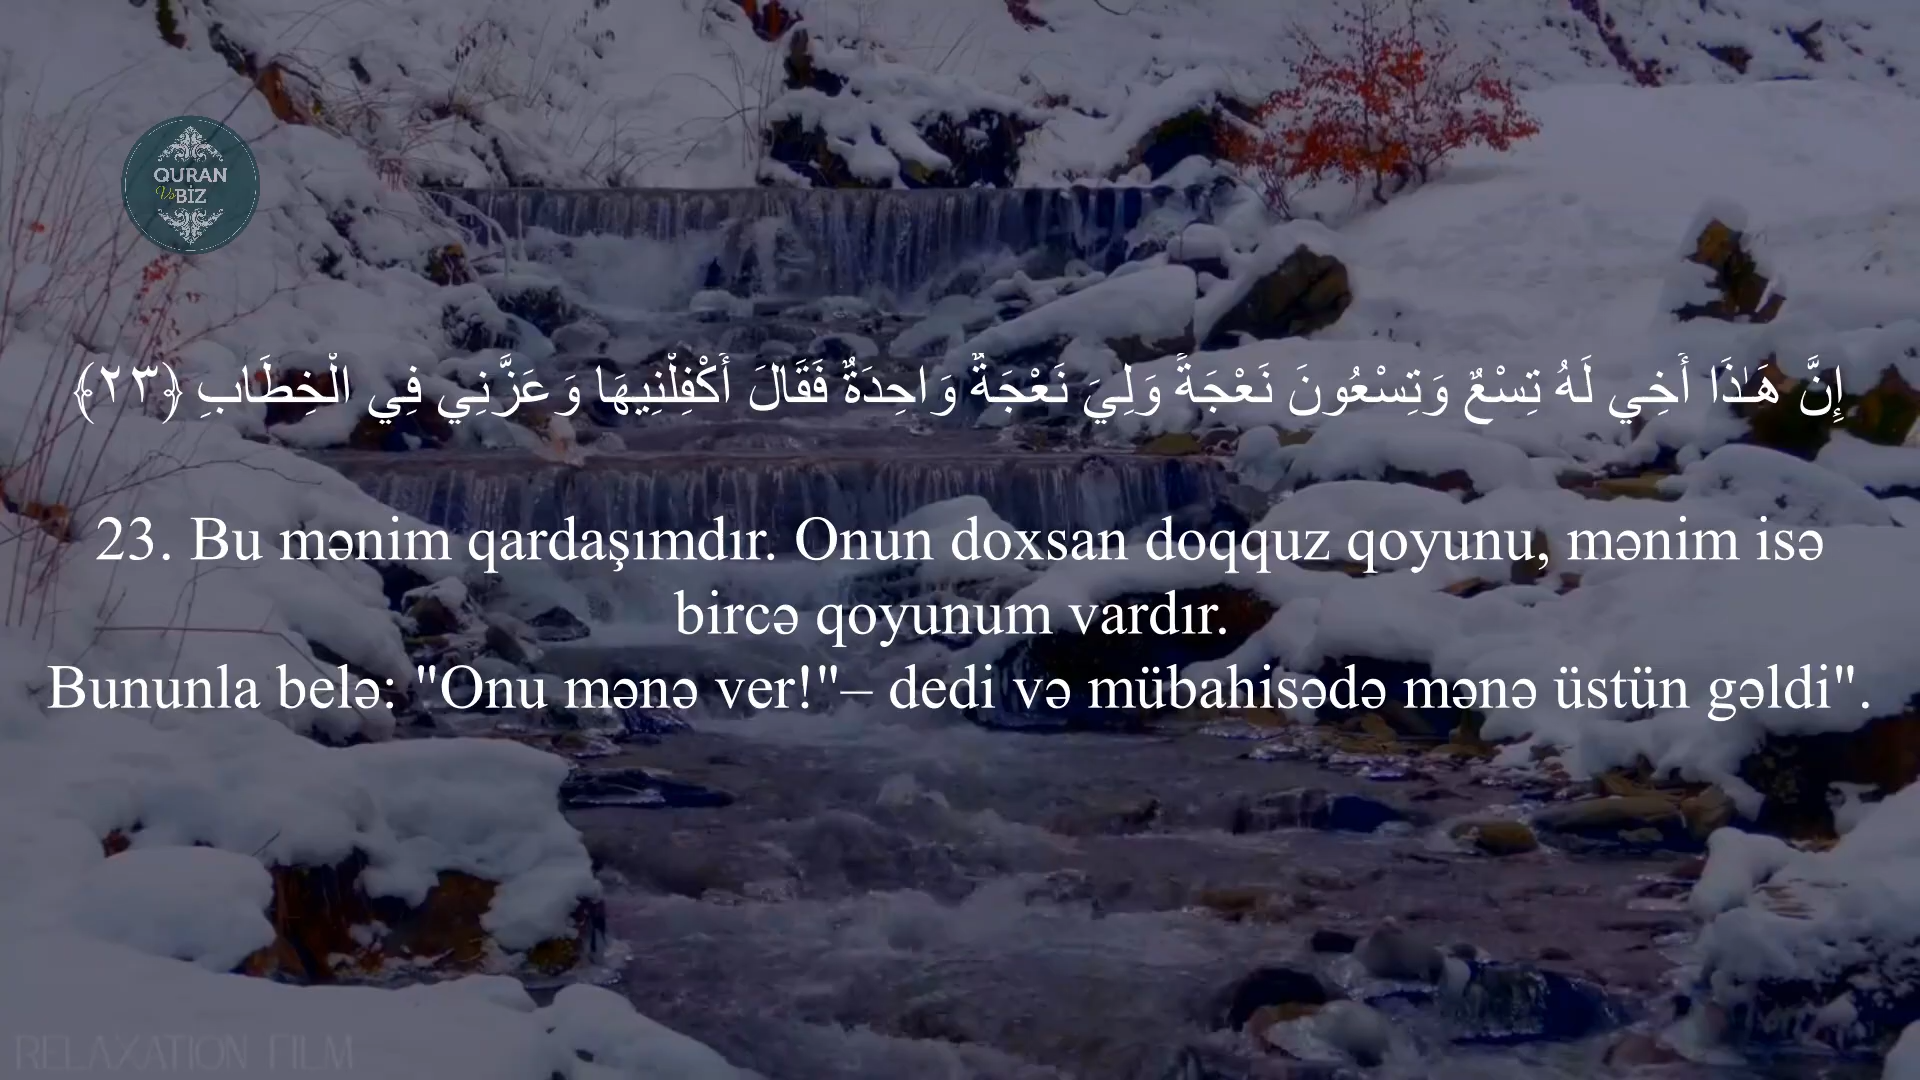 QURAN
Və BİZ
إِنَّ هَـٰذَا أَخِي لَهُ تِسْعٌ وَتِسْعُونَ نَعْجَةً وَلِيَ نَعْجَةٌ وَاحِدَةٌ فَقَالَ أَكْفِلْنِيهَا وَعَزَّنِي فِي الْخِطَابِ ﴿٢٣﴾
23. Bu mənim qardaşımdır. Onun doxsan doqquz qoyunu, mənim isə
bircə qoyunum vardır.
Bununla belə: "Onu mənə ver!"– dedi və mübahisədə mənə üstün gəldi".
RELAXATION FILM